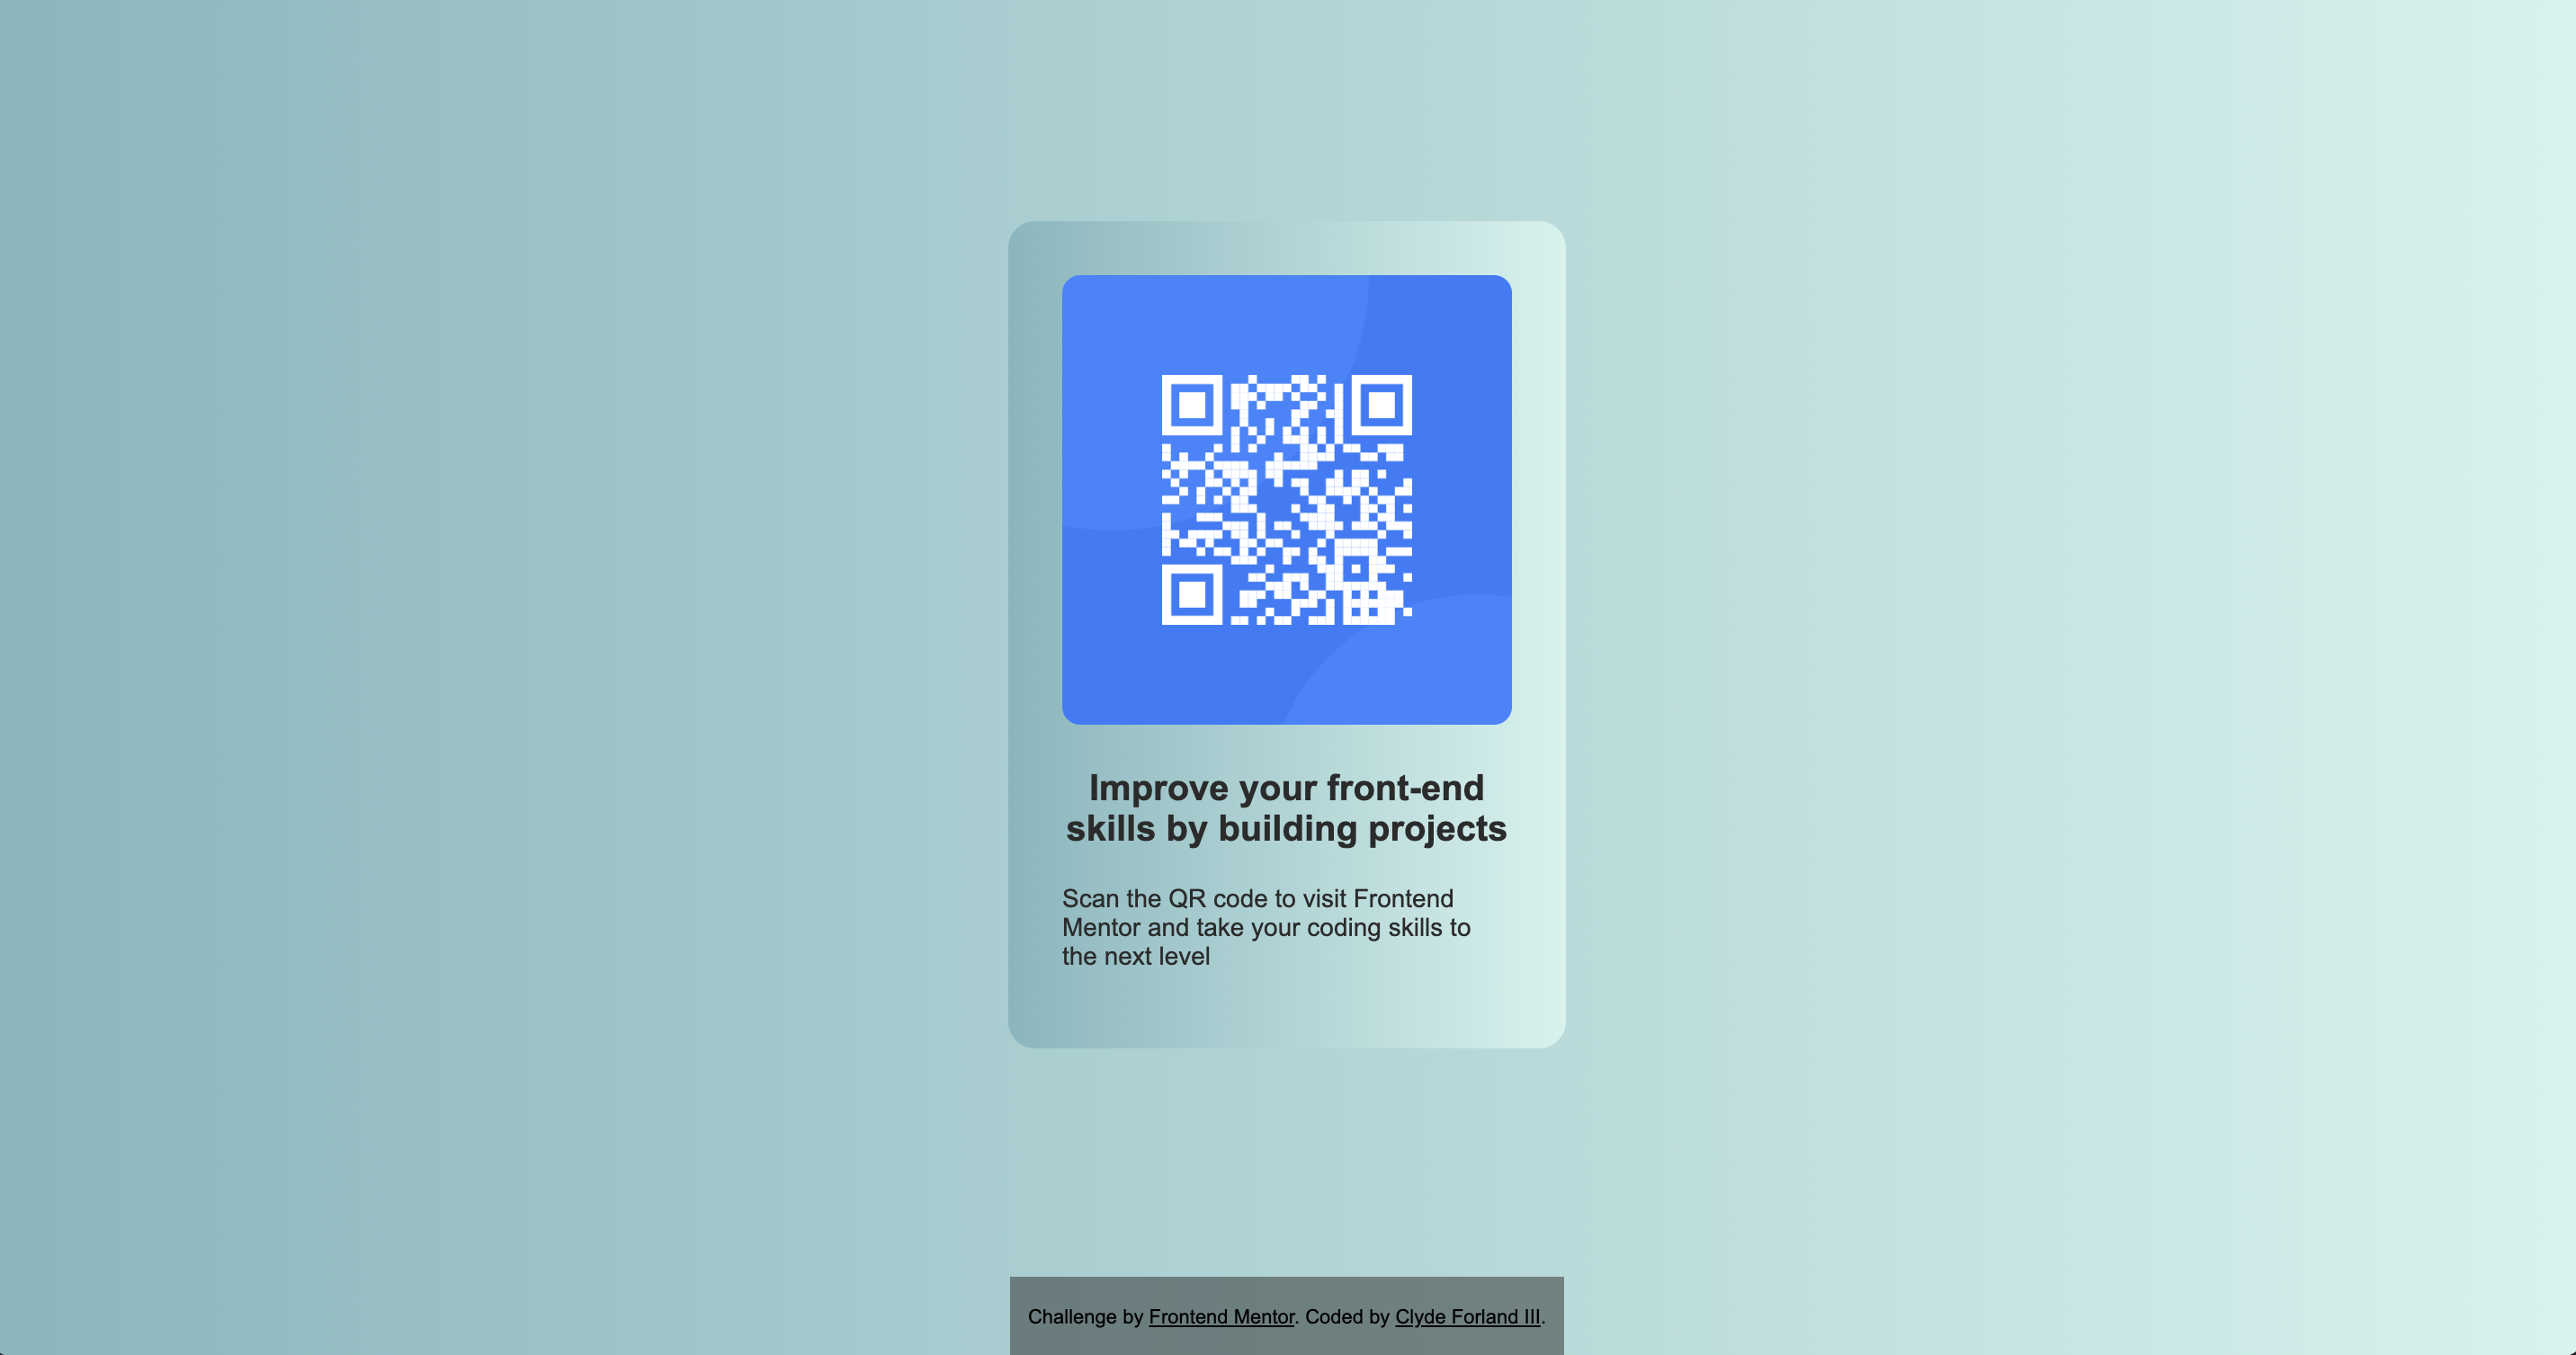 Improve your front-end
skills by building projects
Scan the QR code to visit Frontend
Mentor and take your coding skills to
the next level
Challenge by Frontend Mentor. Coded by Clyde Forland III.